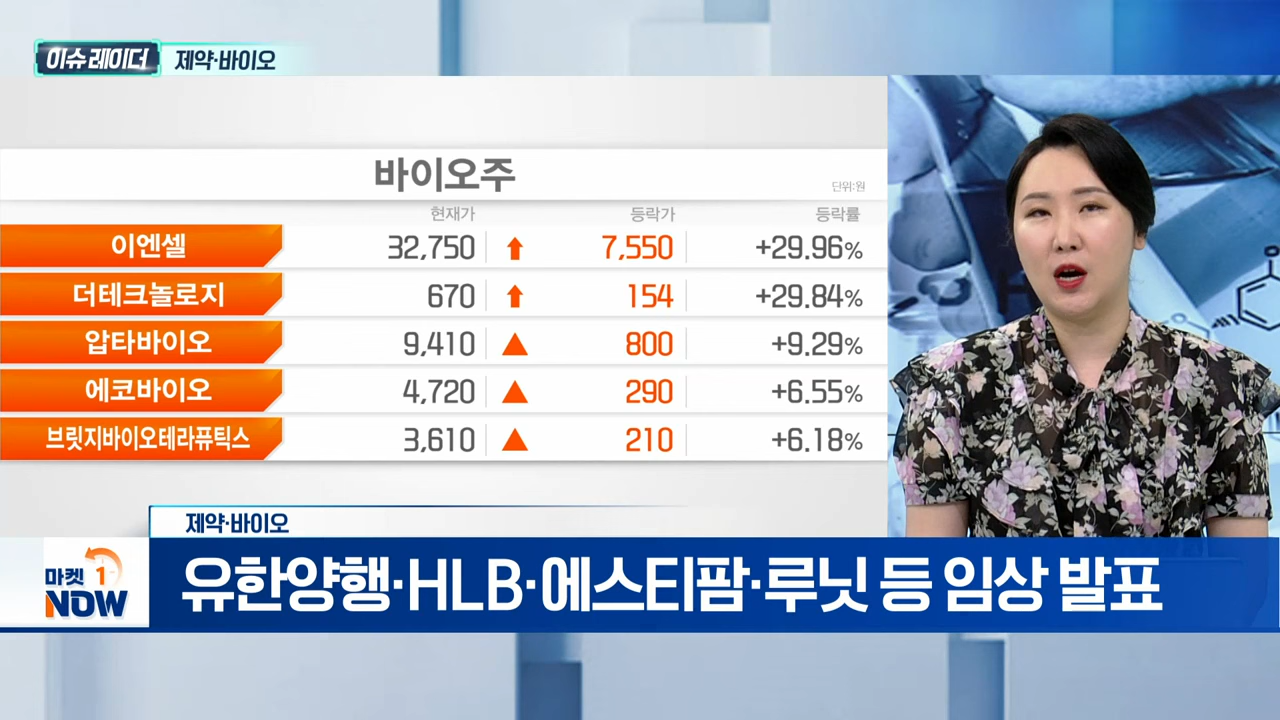 이슈 레이더 제약·바이오
바이오주
단위:원
현재가 등락가 등락률
이엔셀 32,750 7,550 +29.96%
더테크놀로지 670 154 +29.84%
압타바이오 9,410 800 +9.29%
에코바이오 4,720 290 +6.55%
브릿지바이오테라퓨틱스 3,610 210 +6.18%
제약·바이오
마켓 1
NOW
유한양행·HLB·에스티팜·루닛 등 임상 발표